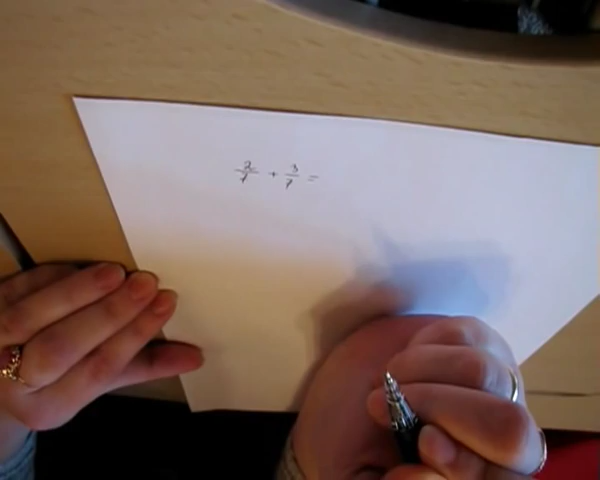 2/7 + 3/7 =